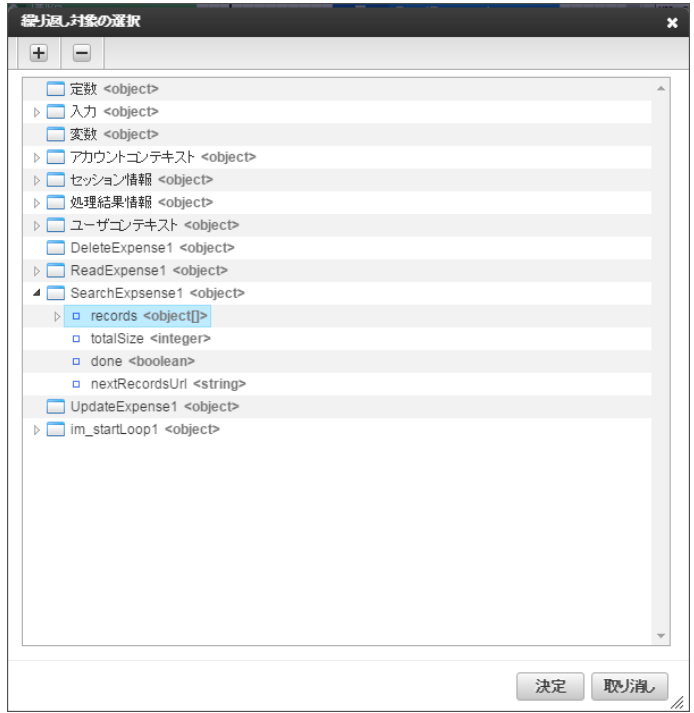 繰り返し対象の選択
定数 <object>
入力 <object>
変数 <object>
アカウントコンテキスト <object>
セッション情報 <object>
処理結果情報 <object>
ユーザコンテキスト <object>
DeleteExpense1 <object>
ReadExpense1 <object>
SearchExpsense1 <object>
records <object[]>
totalSize <integer>
done <boolean>
nextRecordsUrl <string>
UpdateExpense1 <object>
im_startLoop1 <object>
決定 取り消し